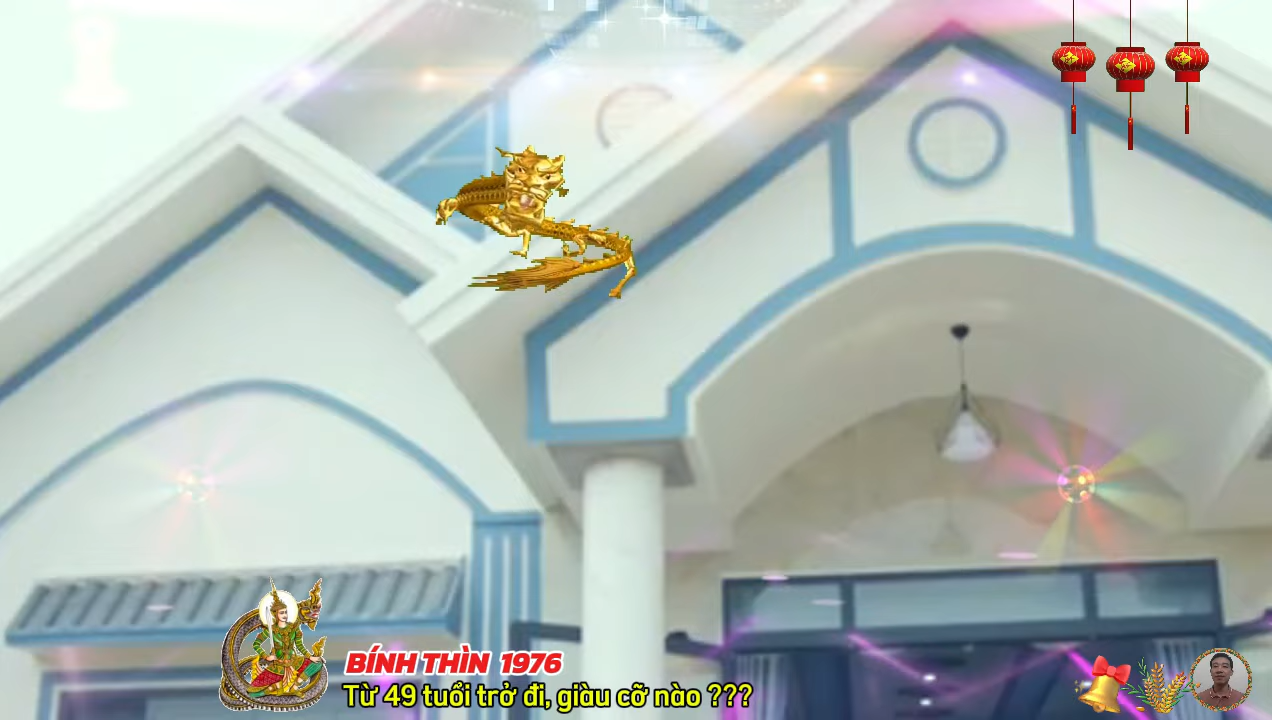 BÍNH THÌN 1976
Từ 49 tuổi trở đi, giàu cỡ nào ???